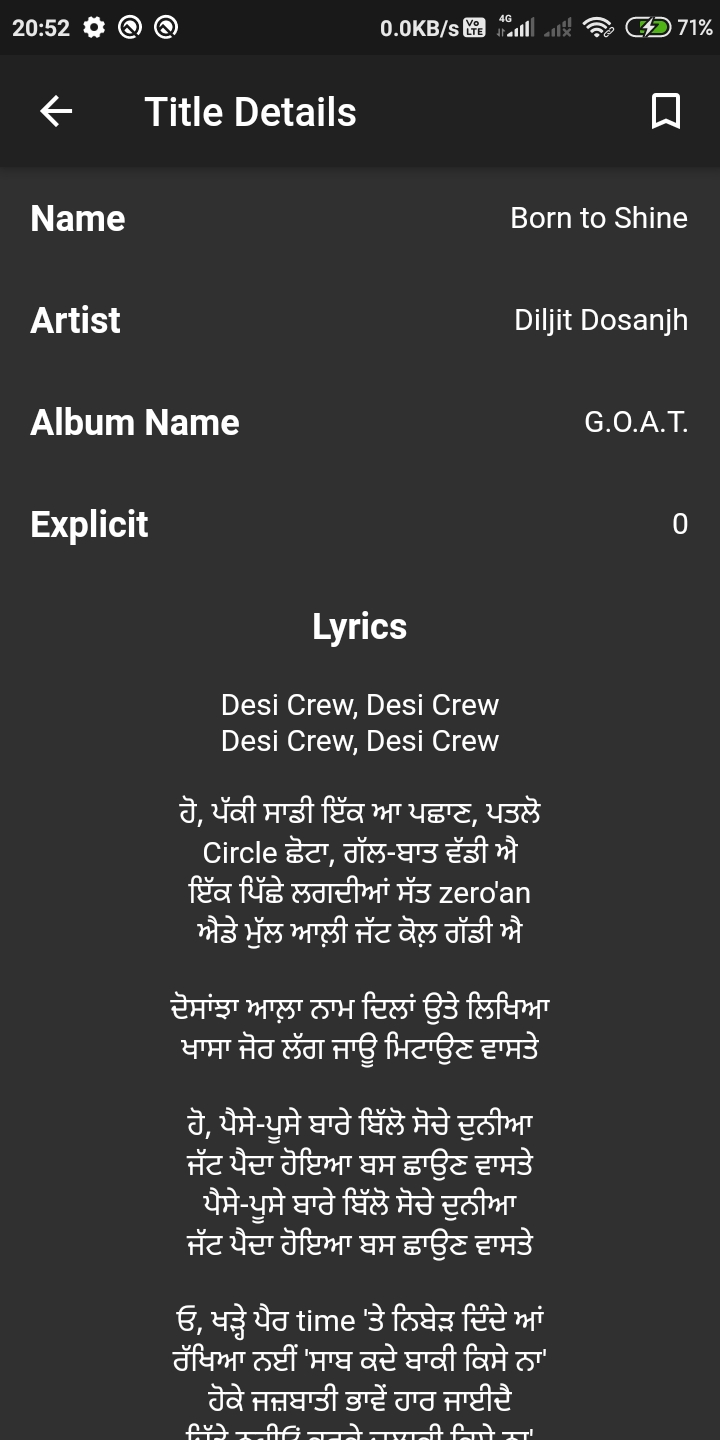 20:52 0.0KB/s Vo LTE 4G 71%
Title Details
Name Born to Shine
Artist Diljit Dosanjh
Album Name G.O.A.T.
Explicit 0
Lyrics
Desi Crew, Desi Crew
Desi Crew, Desi Crew
ਹੋ, ਪੱਕੀ ਸਾਡੀ ਇੱਕ ਆ ਪਛਾਣ, ਪਤਲੋ
Circle ਛੋਟਾ, ਗੱਲ-ਬਾਤ ਵੱਡੀ ਐ
ਇੱਕ ਪਿੱਛੇ ਲਗਦੀਆਂ ਸੱਤ zero'an
ਐਡੇ ਮੁੱਲ ਆਲ਼ੀ ਜੱਟ ਕੋਲ਼ ਗੱਡੀ ਐ
ਦੋਸਾਂਝਾ ਆਲ਼ਾ ਨਾਮ ਦਿਲਾਂ ਉਤੇ ਲਿਖਿਆ
ਖਾਸਾ ਜੋਰ ਲੱਗ ਜਾਊ ਮਿਟਾਉਣ ਵਾਸਤੇ
ਹੋ, ਪੈਸੇ-ਪੂਸੇ ਬਾਰੇ ਬਿੱਲੋ ਸੋਚੇ ਦੁਨੀਆ
ਜੱਟ ਪੈਦਾ ਹੋਇਆ ਬਸ ਛਾਉਣ ਵਾਸਤੇ
ਪੈਸੇ-ਪੂਸੇ ਬਾਰੇ ਬਿੱਲੋ ਸੋਚੇ ਦੁਨੀਆ
ਜੱਟ ਪੈਦਾ ਹੋਇਆ ਬਸ ਛਾਉਣ ਵਾਸਤੇ
ਓ, ਖੜ੍ਹੇ ਪੈਰ time 'ਤੇ ਨਿਬੇੜ ਦਿੰਦੇ ਆਂ
ਰੱਖਿਆ ਨਈਂ 'ਸਾਬ ਕਦੇ ਬਾਕੀ ਕਿਸੇ ਨਾ'
ਹੋਕੇ ਜਜ਼ਬਾਤੀ ਭਾਵੇਂ ਹਾਰ ਜਾਈਦੈ